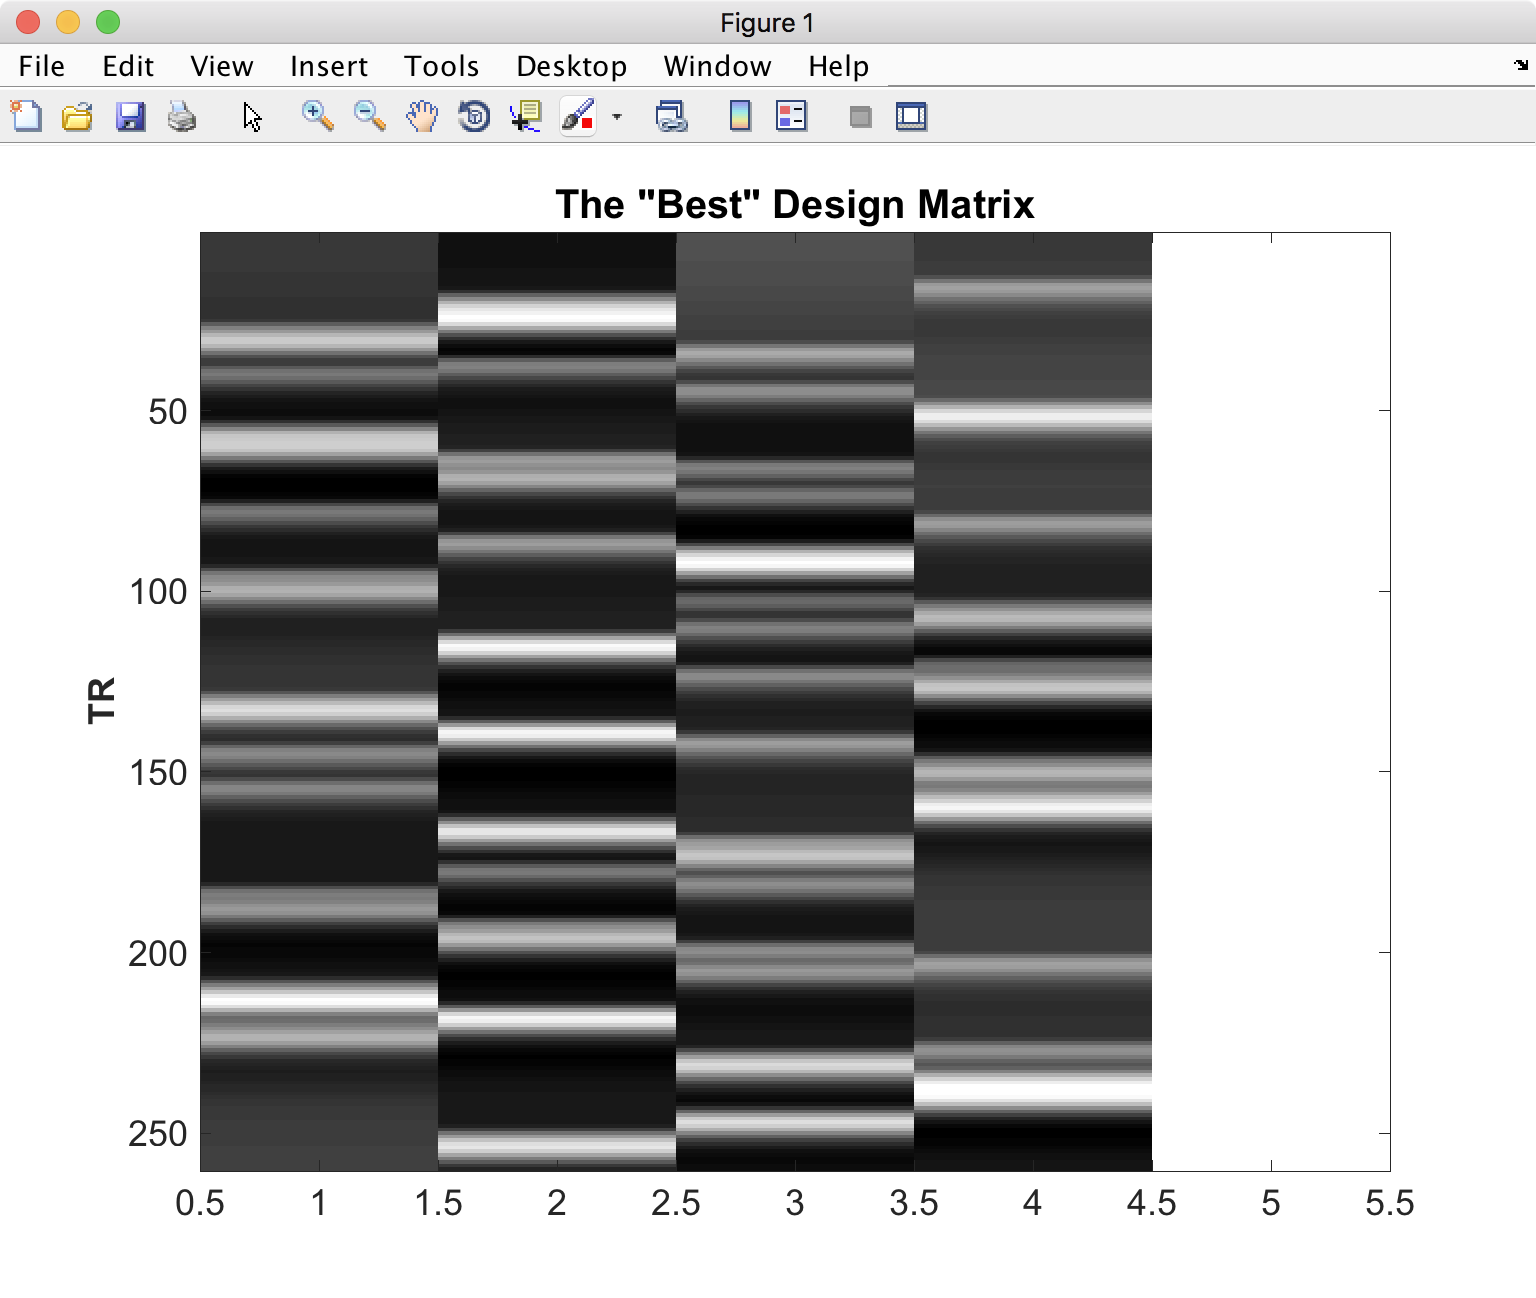 Figure 1
File Edit View Insert Tools Desktop Window Help
The "Best" Design Matrix
50
100
150
200
250
TR
0.5 1 1.5 2 2.5 3 3.5 4 4.5 5 5.5